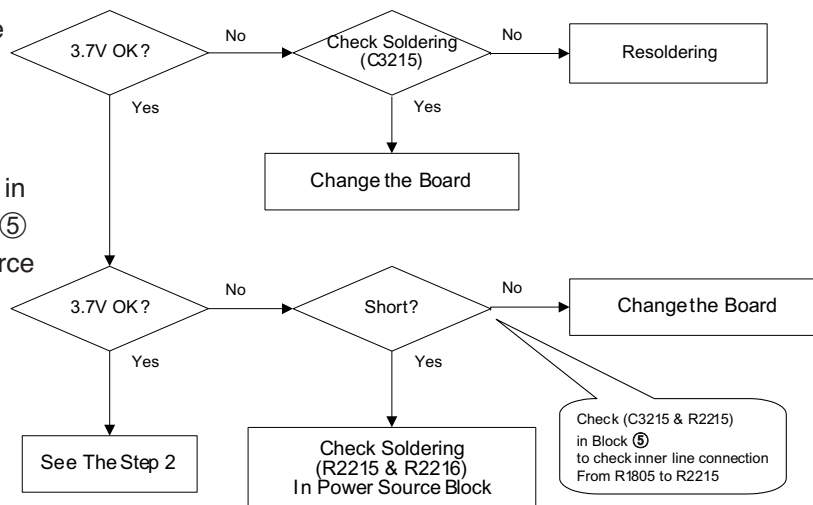 e
3.7V OK?
No
Check Soldering
(C3215)
No
Resoldering
Yes
Yes
Change the Board
in
⑤
rce
3.7V OK?
No
Short?
No
Change the Board
Yes
Yes
See The Step 2
Check Soldering
(R2215 & R2216)
In Power Source Block
Check (C3215 & R2215)
in Block ⑤
to check inner line connection
From R1805 to R2215